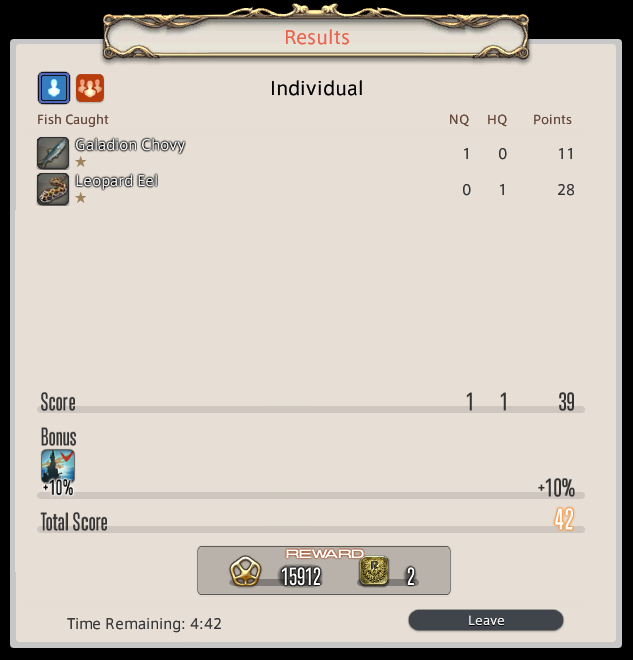 Results
Individual
Fish Caught NQ HQ Points
Galadion Chovy 1 0 11
Leopard Eel 0 1 28
Score 1 1 39
Bonus
+10% +10%
Total Score 42
REWARD
15912 2
Time Remaining: 4:42 Leave